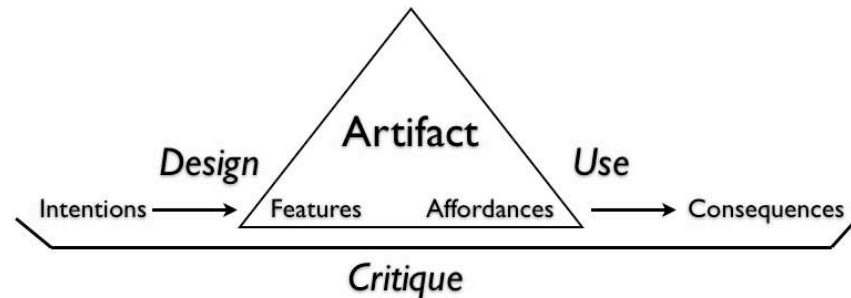 Artifact
Design
Use
Intentions
Features
Affordances
Consequences
Critique